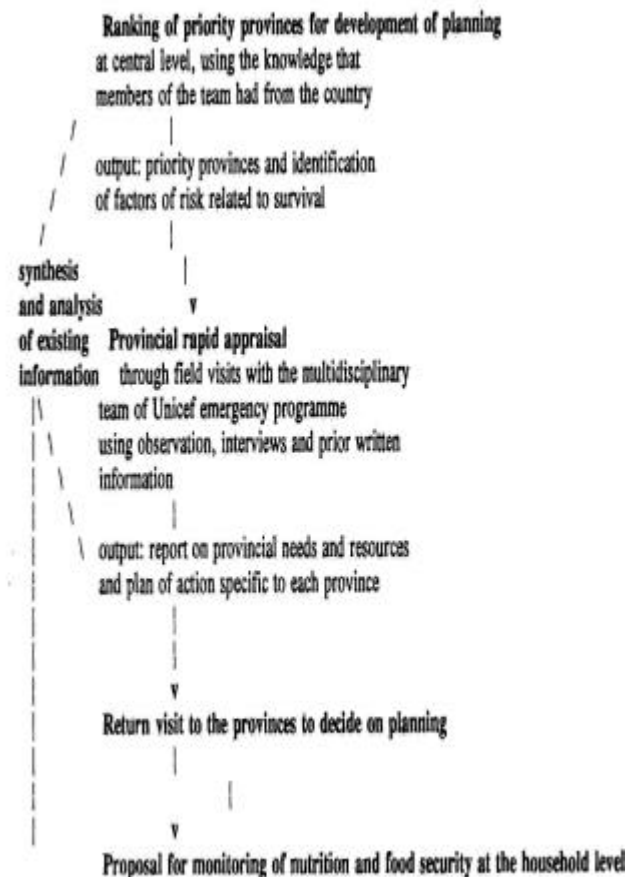 Ranking of priority provinces for development of planning
at central level, using the knowledge that
members of the team had from the country
output: priority provinces and identification
of factors of risk related to survival
synthesis
and analysis
of existing
information
v
Provincial rapid appraisal
through field visits with the multidisciplinary
team of Unicef emergency programme
using observation, interviews and prior written
information
output: report on provincial needs and resources
and plan of action specific to each province
v
Return visit to the provinces to decide on planning
v
Proposal for monitoring of nutrition and food security at the household level